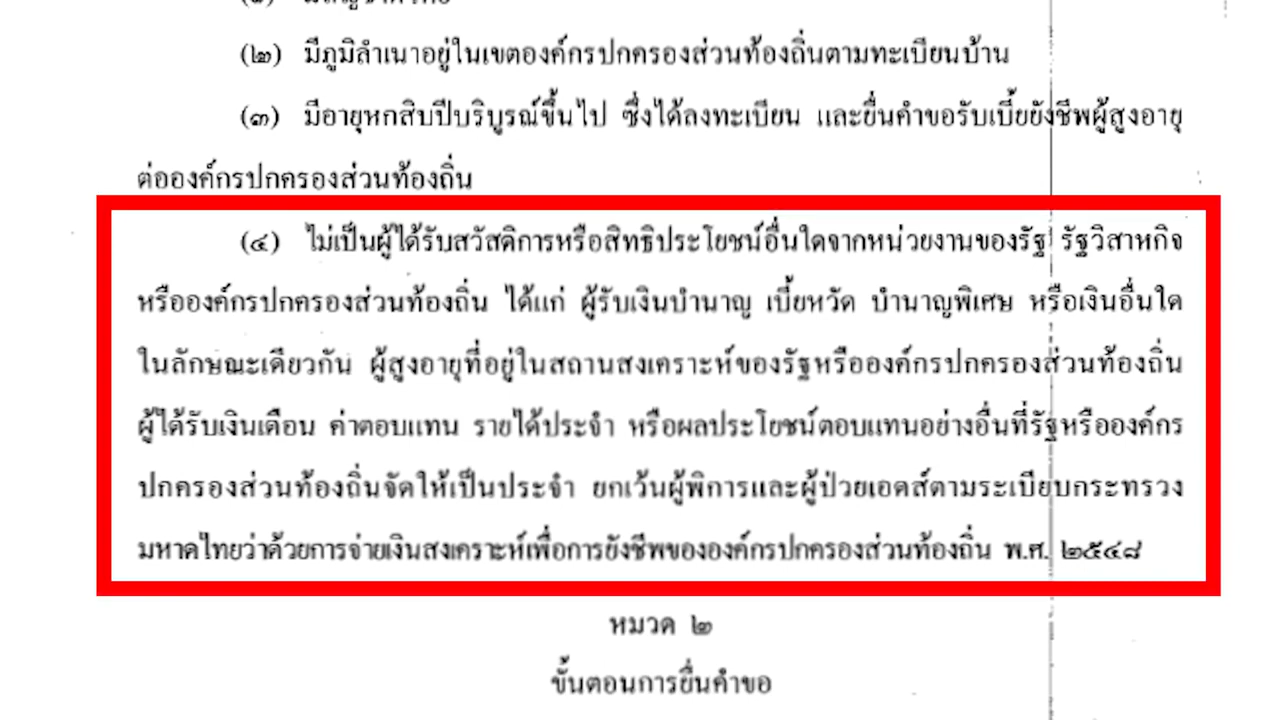 (๒) มีภูมิลำเนาอยู่ในเขตองค์กรปกครองส่วนท้องถิ่นตามทะเบียนบ้าน
(๓) มีอายุหกสิบปีบริบูรณ์ขึ้นไป ซึ่งได้ลงทะเบียน และยื่นคำขอรับเบี้ยยังชีพผู้สูงอายุ
ต่อองค์กรปกครองส่วนท้องถิ่น
(๔) ไม่เป็นผู้ได้รับสวัสดิการหรือสิทธิประโยชน์อื่นใดจากหน่วยงานของรัฐ รัฐวิสาหกิจ
หรือองค์กรปกครองส่วนท้องถิ่น ได้แก่ ผู้รับเงินบำนาญ เบี้ยหวัด บำนาญพิเศษ หรือเงินอื่นใด
ในลักษณะเดียวกัน ผู้สูงอายุที่อยู่ในสถานสงเคราะห์ของรัฐหรือองค์กรปกครองส่วนท้องถิ่น
ผู้ได้รับเงินเดือน ค่าตอบแทน รายได้ประจำ หรือผลประโยชน์ตอบแทนอย่างอื่นที่รัฐหรือองค์กร
ปกครองส่วนท้องถิ่นจัดให้เป็นประจำ ยกเว้นผู้พิการและผู้ป่วยเอดส์ตามระเบียบกระทรวง
มหาดไทยว่าด้วยการจ่ายเงินสงเคราะห์เพื่อการยังชีพขององค์กรปกครองส่วนท้องถิ่น พ.ศ. ๒๕๔๘
หมวด ๒
ขั้นตอนการยื่นคำขอ